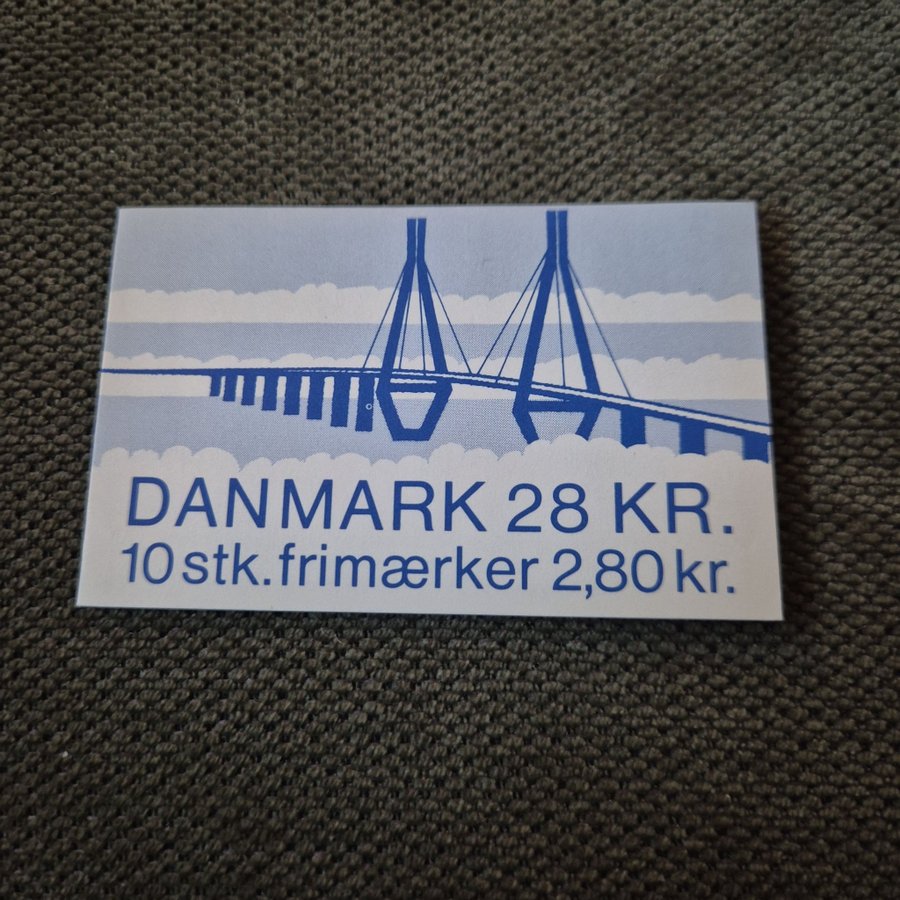 DANMARK 28 KR.
10 stk. frimærker 2,80 kr.